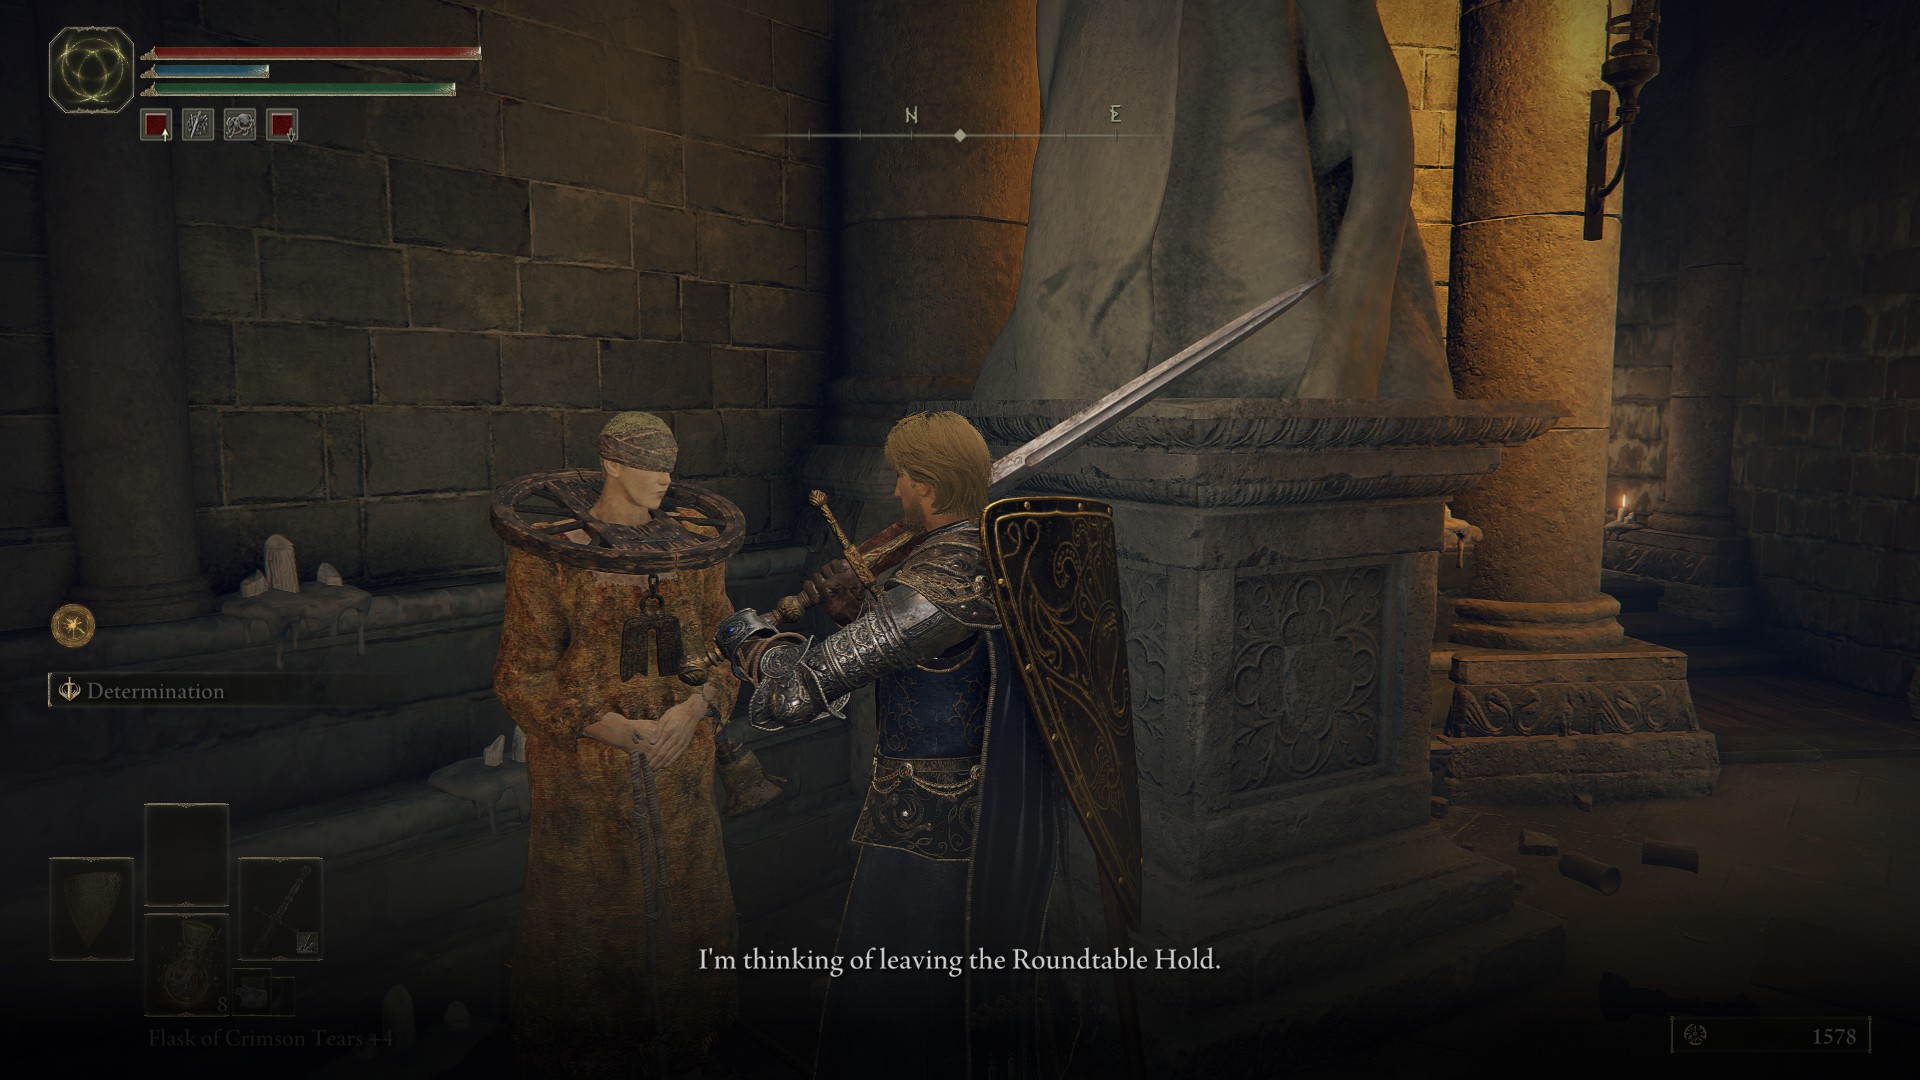 N
E
Determination
I'm thinking of leaving the Roundtable Hold.
8
Flask of Crimson Tears +4
1578